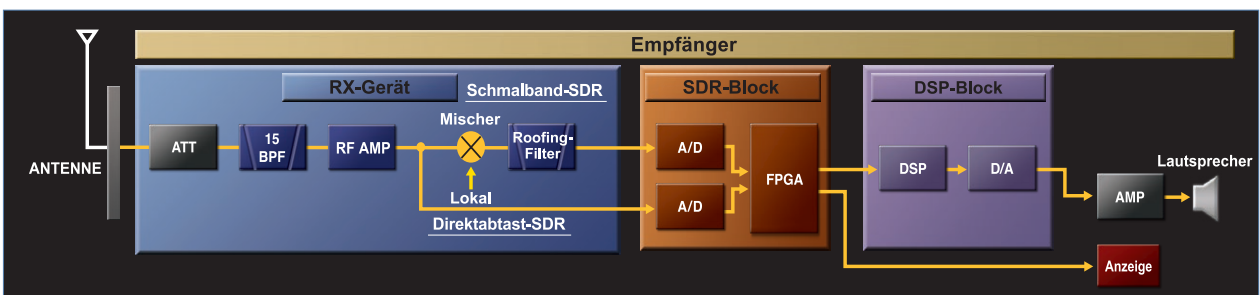 Empfänger
RX-Gerät
Schmalband-SDR
SDR-Block
DSP-Block
Mischer
ANTENNE
ATT
15
BPF
RF AMP
Roofing-
Filter
Lokal
Direktabtast-SDR
A/D
A/D
FPGA
DSP
D/A
Lautsprecher
AMP
Anzeige